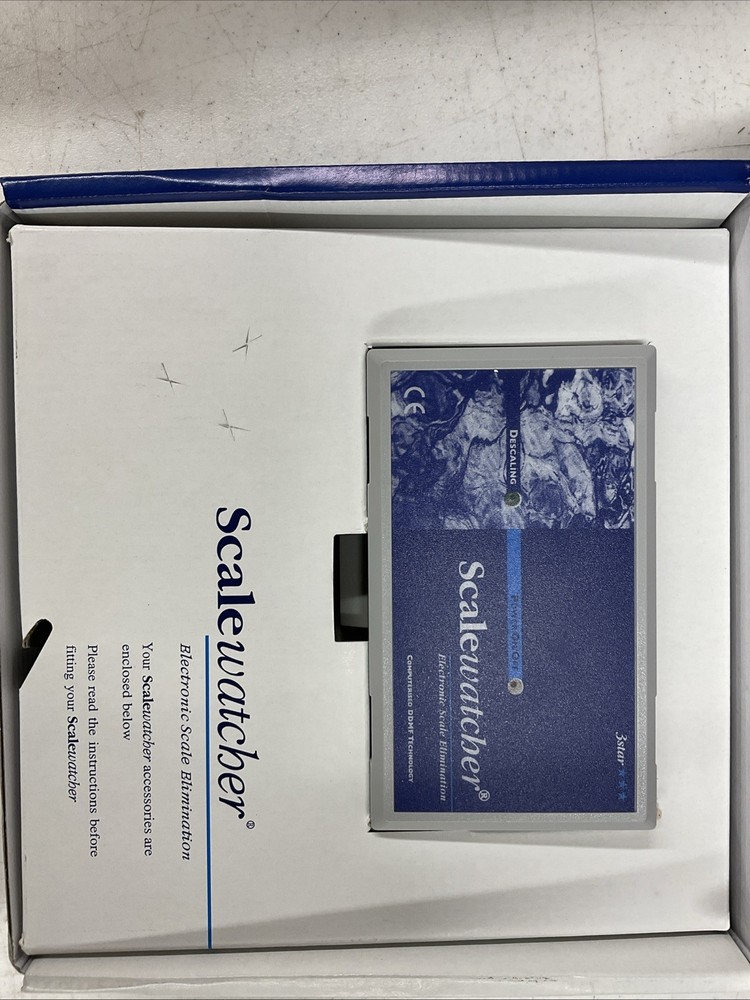 3star ★★★
DESCALING
POWER ON/OFF
Scalewatcher®
Electronic Scale Elimination
COMPUTERISED DDMF TECHNOLOGY
CE
Scalewatcher®
Electronic Scale Elimination
Your Scalewatcher accessories are
enclosed below
Please read the instructions before
fitting your Scalewatcher